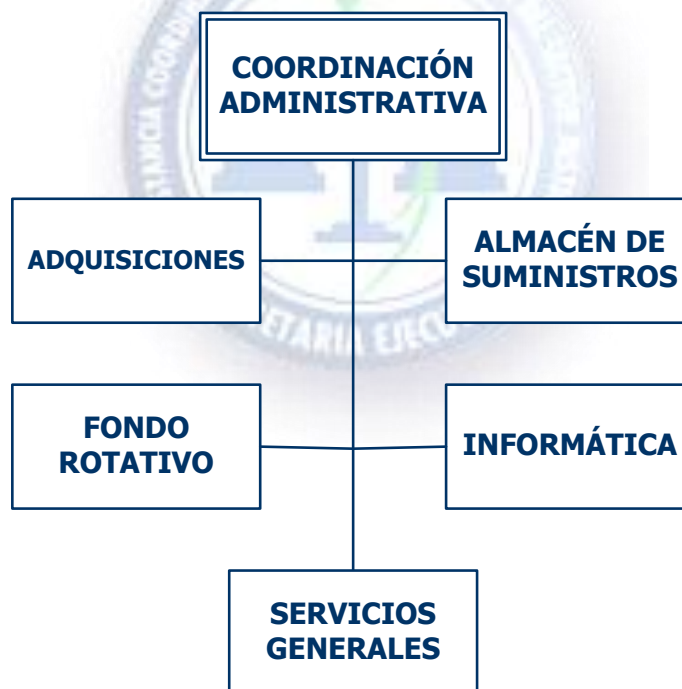 COORDINACIÓN
ADMINISTRATIVA
ADQUISICIONES
ALMACÉN DE
SUMINISTROS
FONDO
ROTATIVO
INFORMÁTICA
SERVICIOS
GENERALES